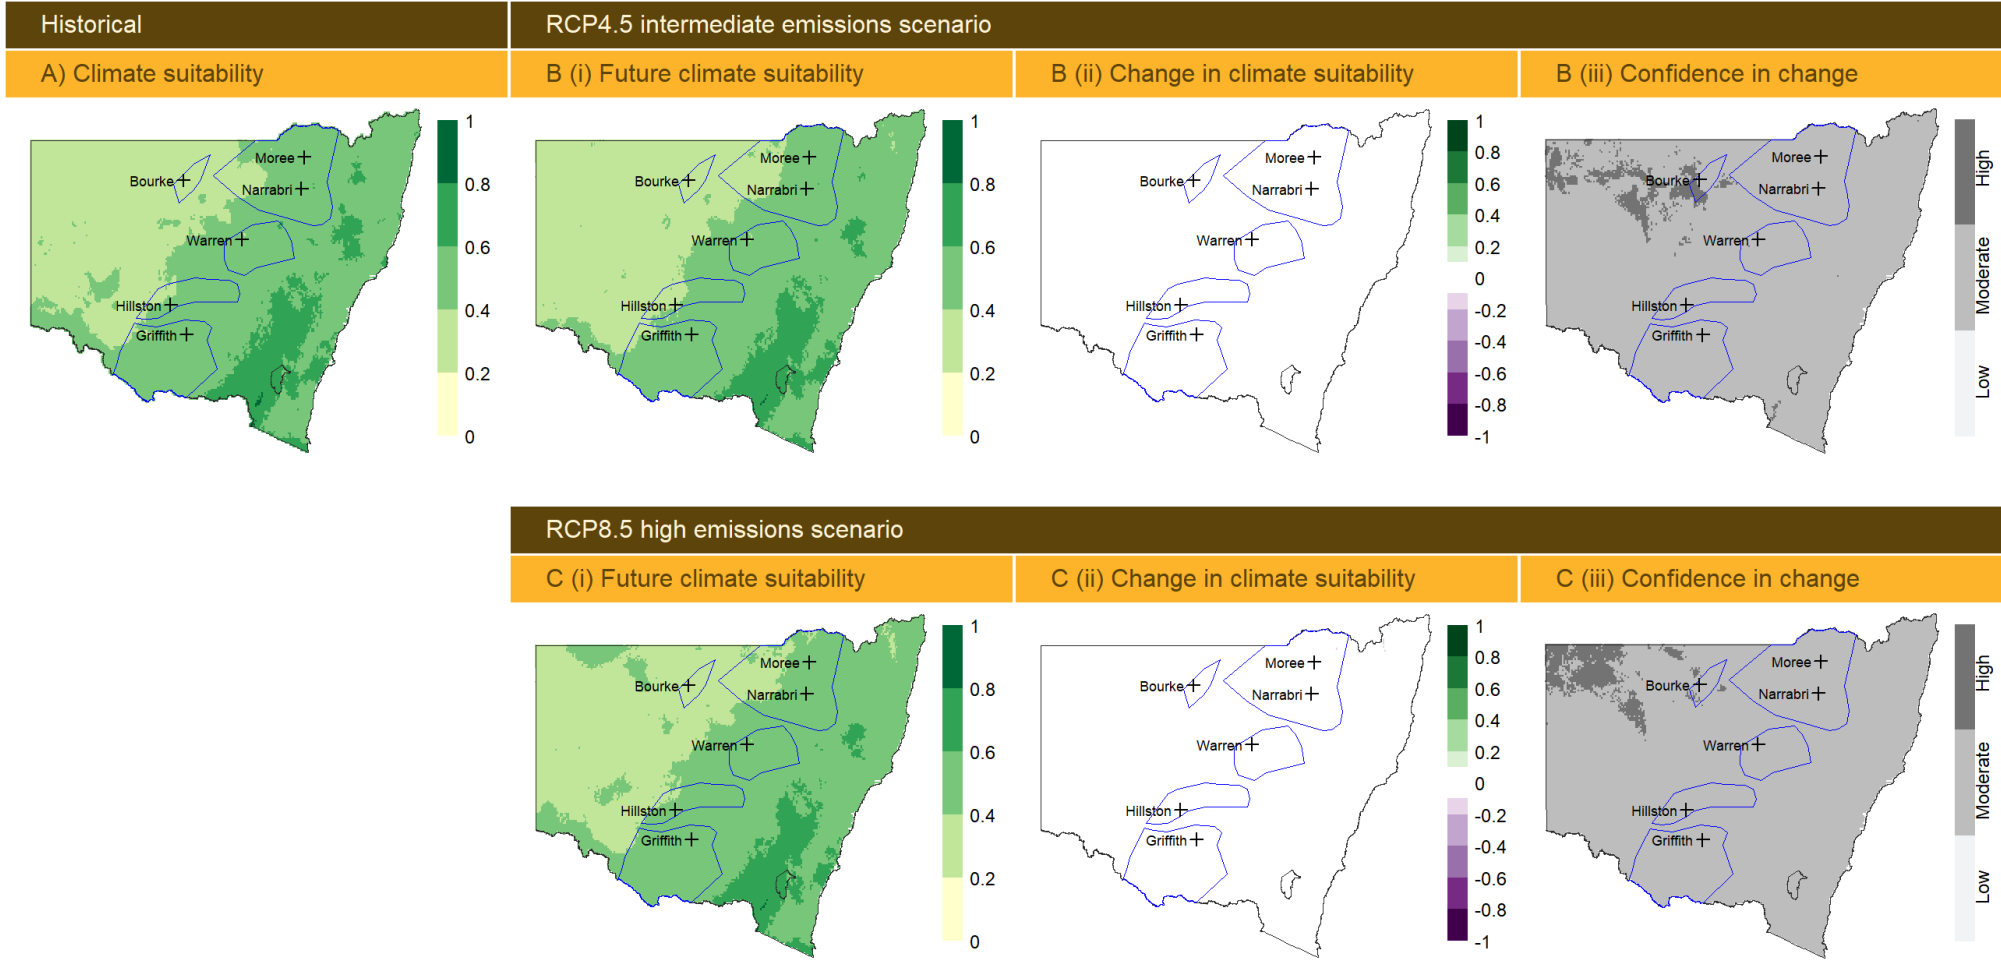 Historical
RCP4.5 intermediate emissions scenario
A) Climate suitability
B (i) Future climate suitability
B (ii) Change in climate suitability
B (iii) Confidence in change
Moree
Bourke
Narrabri
Warren
Hillston
Griffith
1
0.8
0.6
0.4
0.2
0
Moree
Bourke
Narrabri
Warren
Hillston
Griffith
1
0.8
0.6
0.4
0.2
0
Moree
Bourke
Narrabri
Warren
Hillston
Griffith
1
0.8
0.6
0.4
0.2
0
-0.2
-0.4
-0.6
-0.8
-1
Moree
Bourke
Narrabri
Warren
Hillston
Griffith
High
Moderate
Low
RCP8.5 high emissions scenario
C (i) Future climate suitability
C (ii) Change in climate suitability
C (iii) Confidence in change
Moree
Bourke
Narrabri
Warren
Hillston
Griffith
1
0.8
0.6
0.4
0.2
0
Moree
Bourke
Narrabri
Warren
Hillston
Griffith
1
0.8
0.6
0.4
0.2
0
-0.2
-0.4
-0.6
-0.8
-1
Moree
Bourke
Narrabri
Warren
Hillston
Griffith
High
Moderate
Low